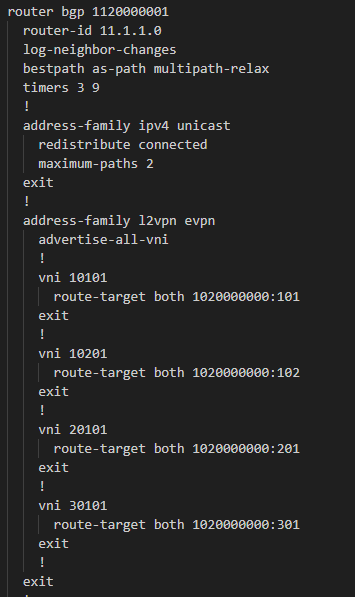 router bgp 1120000001
router-id 11.1.1.0
log-neighbor-changes
bestpath as-path multipath-relax
timers 3 9
!
address-family ipv4 unicast
redistribute connected
maximum-paths 2
exit
!
address-family l2vpn evpn
advertise-all-vni
!
vni 10101
route-target both 1020000000:101
exit
!
vni 10201
route-target both 1020000000:102
exit
!
vni 20101
route-target both 1020000000:201
exit
!
vni 30101
route-target both 1020000000:301
exit
!
exit
!